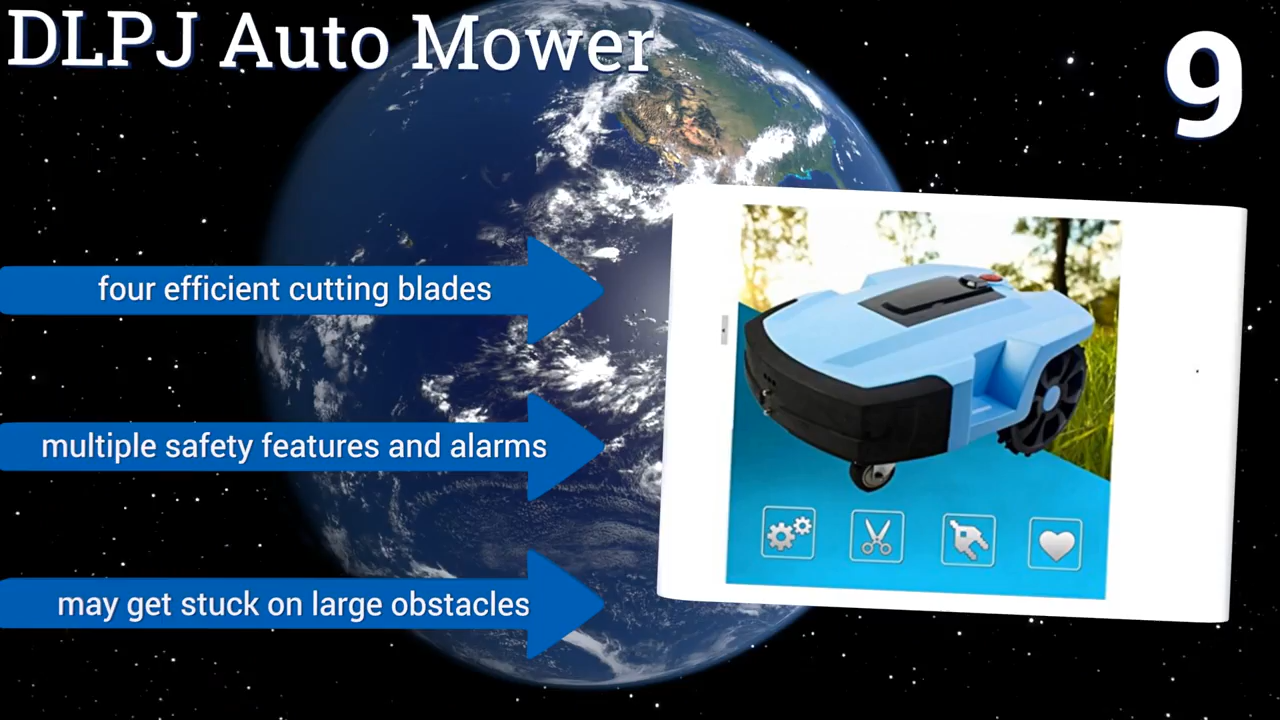 DLPJ Auto Mower
9
four efficient cutting blades
multiple safety features and alarms
may get stuck on large obstacles